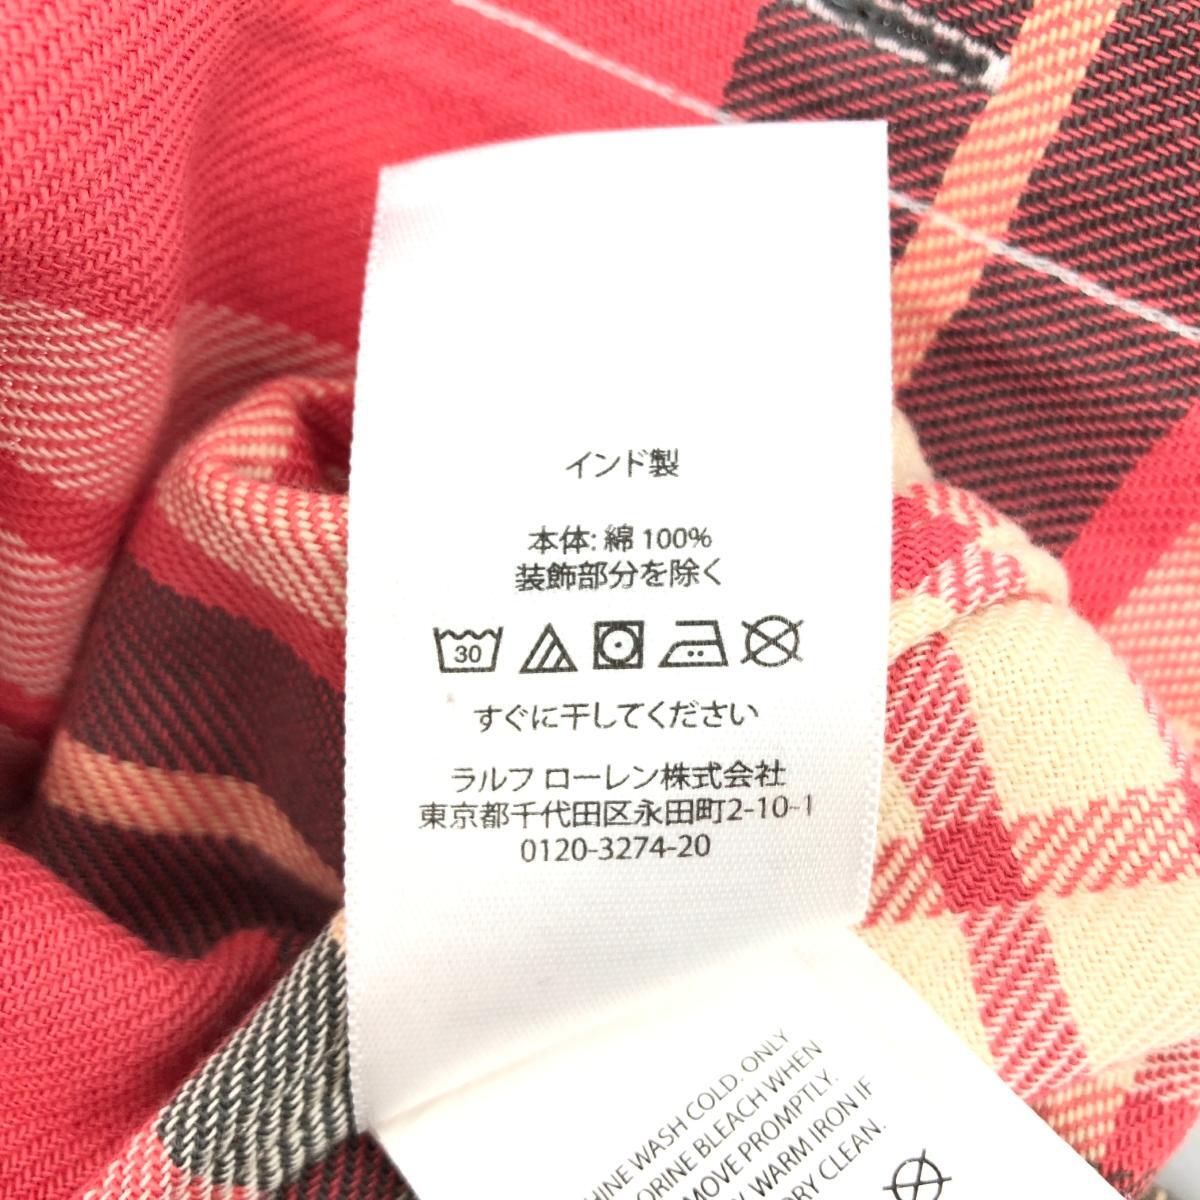 インド製
本体: 綿 100%
装飾部分を除く
30
すぐに干してください
ラルフ ローレン株式会社
東京都千代田区永田町2-10-1
0120-3274-20
WASH COLD. ONLY
BLEACH WHEN
PROMPTLY.
WARM IRON IF
DRY CLEAN.